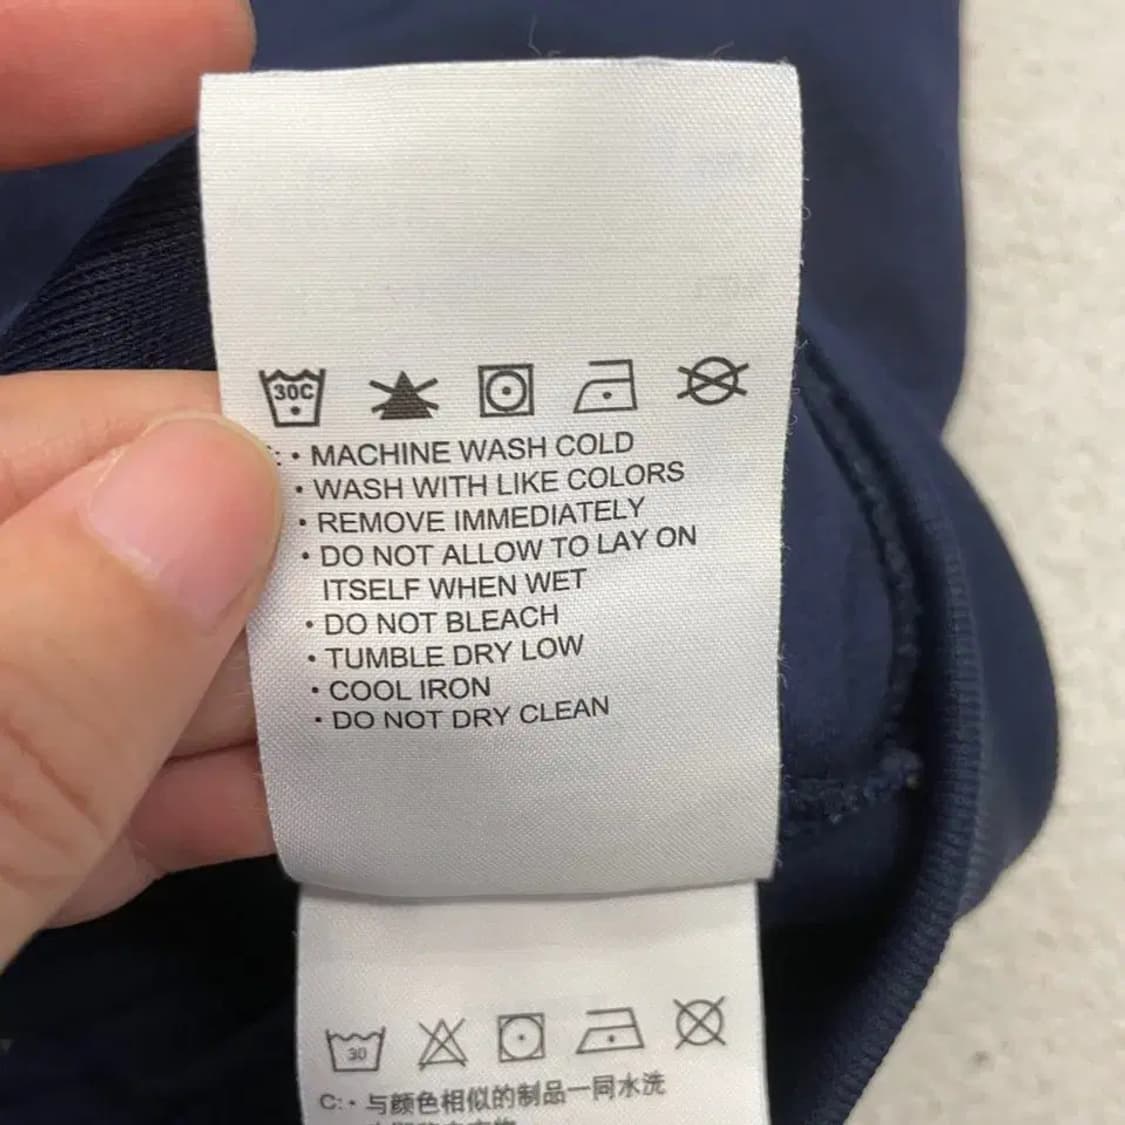 30C
: • MACHINE WASH COLD
• WASH WITH LIKE COLORS
• REMOVE IMMEDIATELY
• DO NOT ALLOW TO LAY ON
ITSELF WHEN WET
• DO NOT BLEACH
• TUMBLE DRY LOW
• COOL IRON
• DO NOT DRY CLEAN
30
C: • 与颜色相似的制品一同水洗